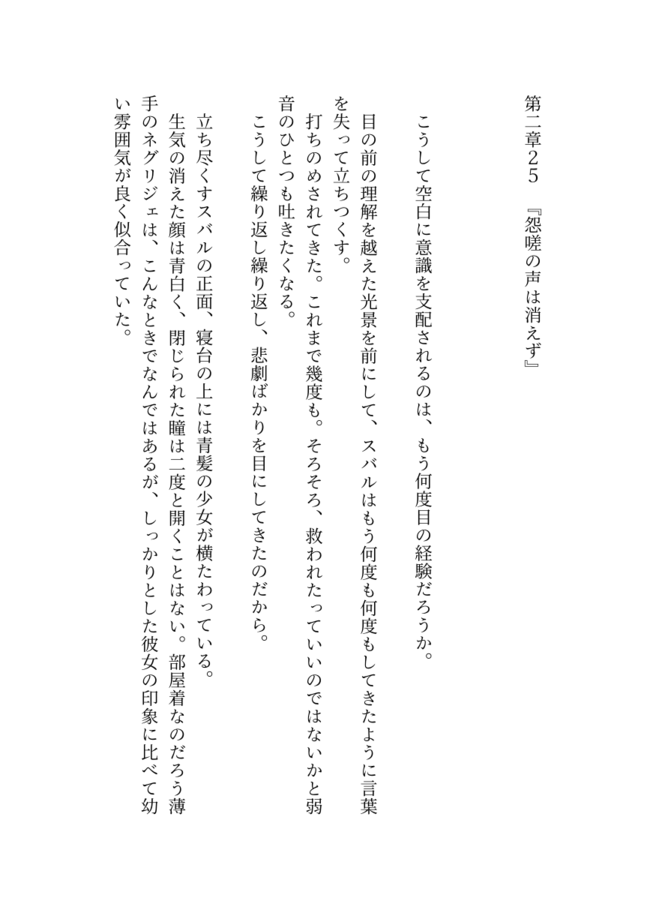 第二章２５　『怨嗟の声は消えず』
こうして空白に意識を支配されるのは、もう何度目の経験だろうか。
目の前の理解を越えた光景を前にして、スバルはもう何度も何度もしてきたように言葉
を失って立ちつくす。
打ちのめされてきた。これまで幾度も。そろそろ、救われたっていいのではないかと弱
音のひとつも吐きたくなる。
こうして繰り返し繰り返し、悲劇ばかりを目にしてきたのだから。
立ち尽くすスバルの正面、寝台の上には青髪の少女が横たわっている。
生気の消えた顔は青白く、閉じられた瞳は二度と開くことはない。部屋着なのだろう薄
手のネグリジェは、こんなときでなんではあるが、しっかりとした彼女の印象に比べて幼
い雰囲気が良く似合っていた。